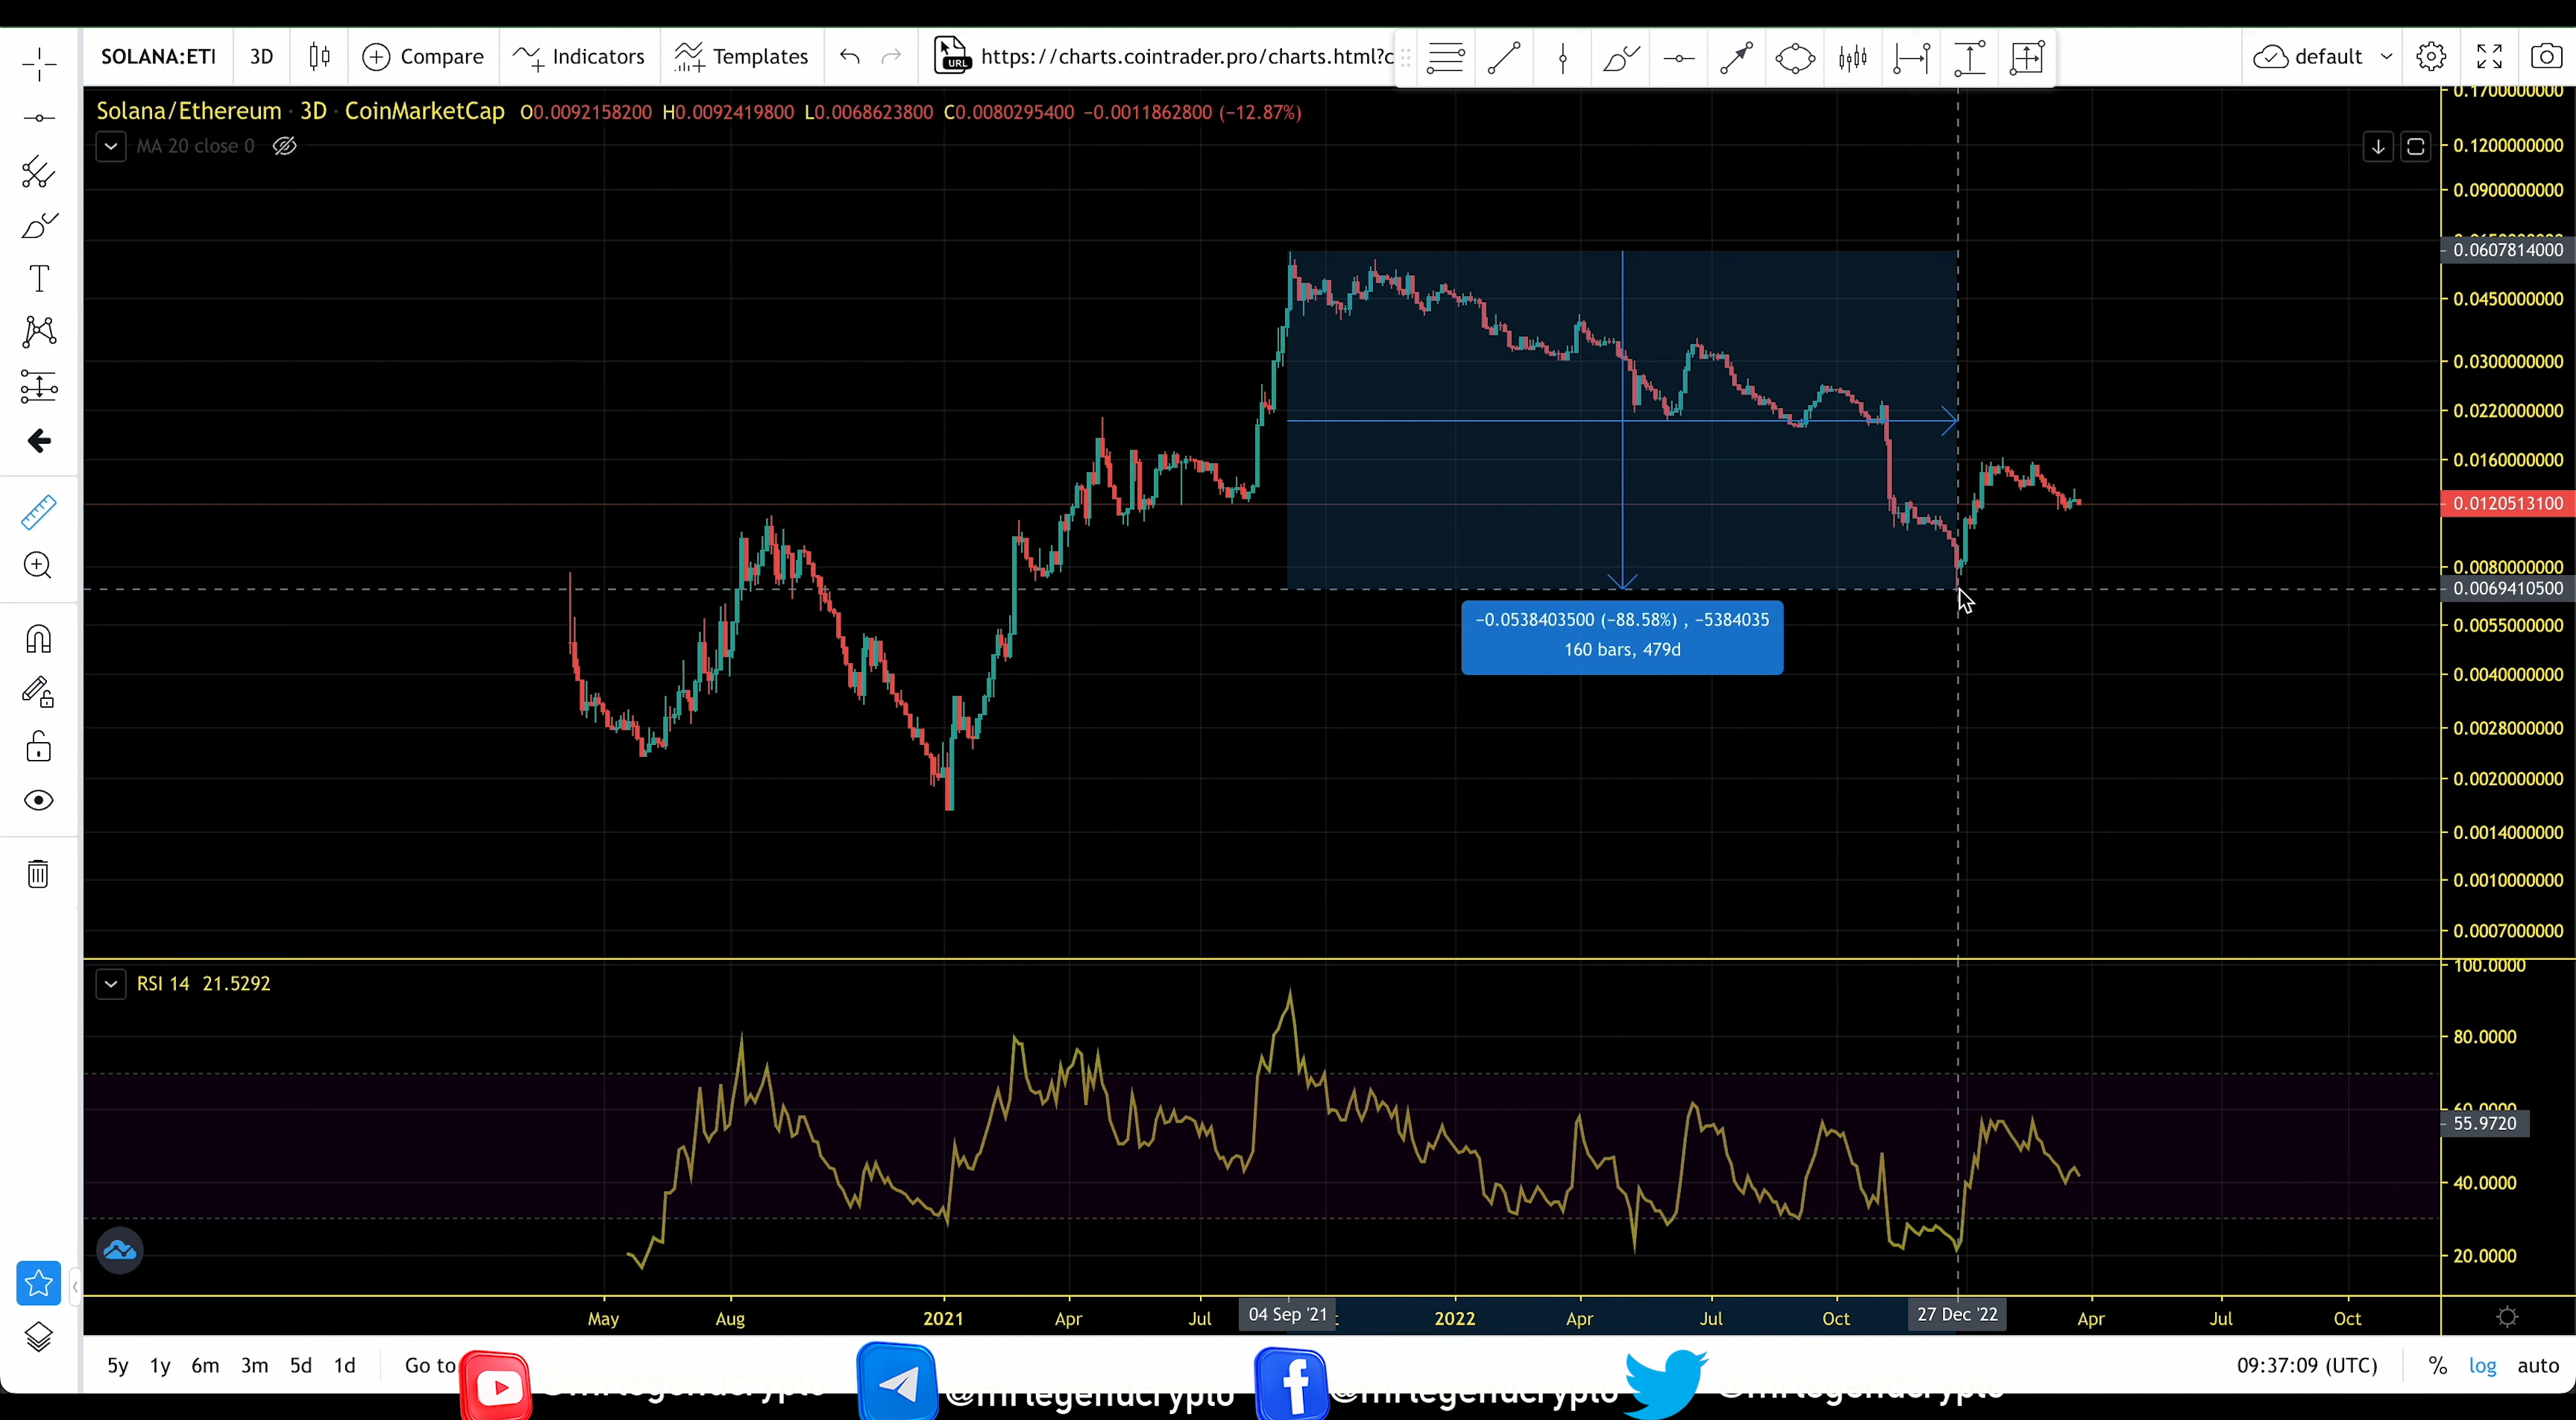 SOLANA:ETI 3D Compare Indicators Templates https://charts.cointrader.pro/charts.html?c default
Solana/Ethereum · 3D · CoinMarketCap O0.0092158200 H0.0092419800 L0.0068623800 C0.0080295400 −0.0011862800 (−12.87%)
MA 20 close 0
0.1700000000
0.1200000000
0.0900000000
0.0607814000
0.0450000000
0.0300000000
0.0220000000
0.0160000000
0.0120513100
0.0080000000
0.0069410500
0.0055000000
0.0040000000
0.0028000000
0.0020000000
0.0014000000
0.0010000000
0.0007000000
−0.0538403500 (−88.58%) , −5384035
160 bars, 479d
RSI 14 21.5292
100.0000
80.0000
60.0000
55.9720
40.0000
20.0000
May Aug 2021 Apr Jul 04 Sep '21 2022 Apr Jul Oct 27 Dec '22 Apr Jul Oct
5y 1y 6m 3m 5d 1d Go to 09:37:09 (UTC) % log auto
@mrlegendcrypto @mrlegendcrypto @mrlegendcrypto @mrlegendcrypto